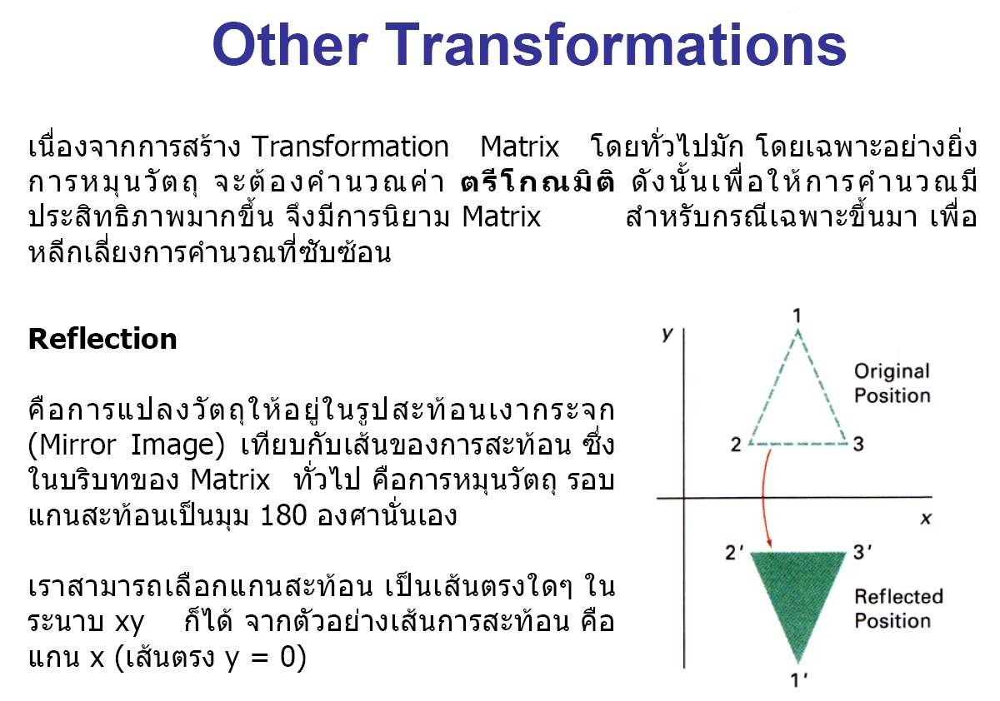 Other Transformations
เนื่องจากการสร้าง Transformation Matrix โดยทั่วไปมัก โดยเฉพาะอย่างยิ่ง
การหมุนวัตถุ จะต้องคำนวณค่า ตรีโกณมิติ ดังนั้นเพื่อให้การคำนวณมี
ประสิทธิภาพมากขึ้น จึงมีการนิยาม Matrix สำหรับกรณีเฉพาะขึ้นมา เพื่อ
หลีกเลี่ยงการคำนวณที่ซับซ้อน
Reflection
คือการแปลงวัตถุให้อยู่ในรูปสะท้อนเงากระจก
(Mirror Image) เทียบกับเส้นของการสะท้อน ซึ่ง
ในบริบทของ Matrix ทั่วไป คือการหมุนวัตถุ รอบ
แกนสะท้อนเป็นมุม 180 องศานั่นเอง
เราสามารถเลือกแกนสะท้อน เป็นเส้นตรงใดๆ ใน
ระนาบ xy ก็ได้ จากตัวอย่างเส้นการสะท้อน คือ
แกน x (เส้นตรง y = 0)
1
y
Original
Position
2
3
x
2'
3'
Reflected
Position
1'